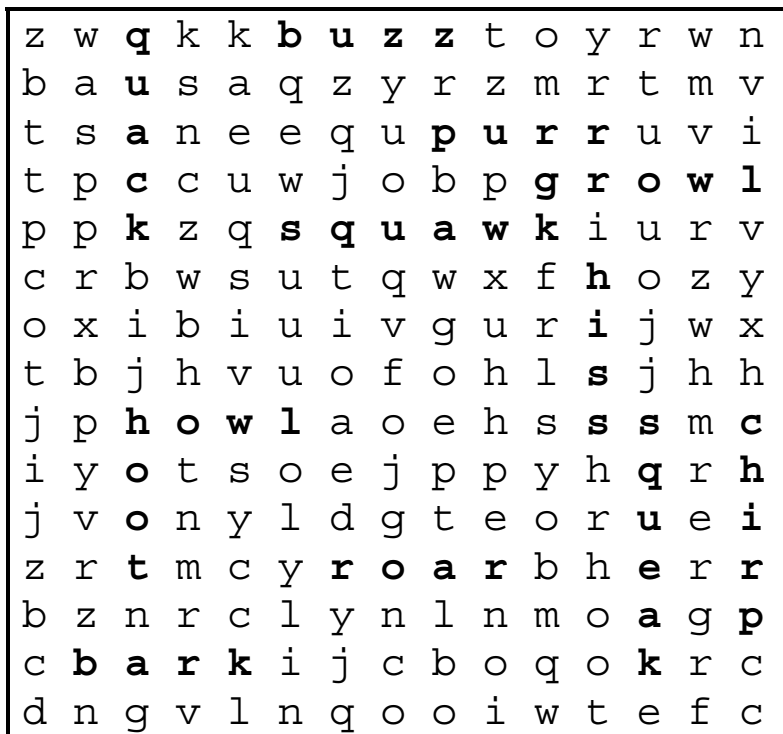 z w q k k b u z z t o y r w n
b a u s a q z y r z m r t m v
t s a n e e q u p u r r u v i
t p c c u w j o b p g r o w l
p p k z q s q u a w k i u r v
c r b w s u t q w x f h o z y
o x i b i u i v g u r i j w x
t b j h v u o f o h l s j h h
j p h o w l a o e h s s s m c
i y o t s o e j p p y h q r h
j v o n y l d g t e o r u e i
z r t m c y r o a r b h e r r
b z n r c l y n l n m o a g p
c b a r k i j c b o q o k r c
d n g v l n q o o i w t e f c